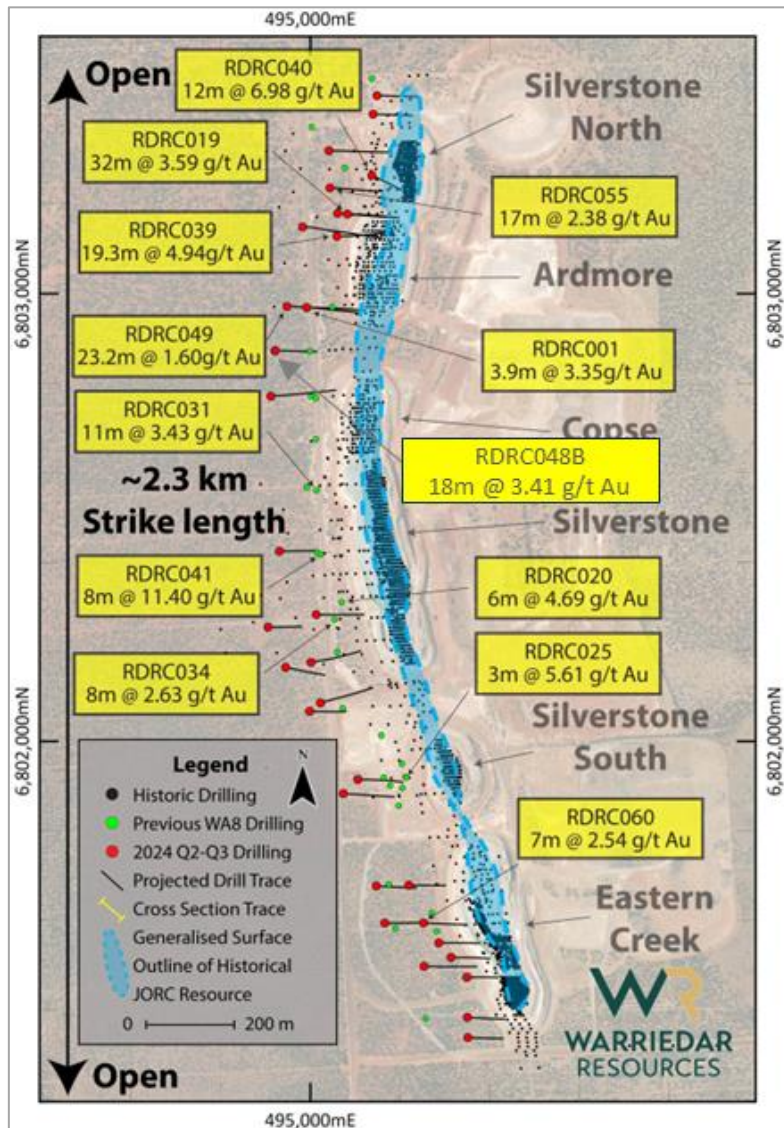 495,000mE
Open
RDRC040
12m @ 6.98 g/t Au
Silverstone
North
RDRC019
32m @ 3.59 g/t Au
RDRC055
17m @ 2.38 g/t Au
RDRC039
19.3m @ 4.94g/t Au
Ardmore
6,803,000mN
6,803,000mN
RDRC049
23.2m @ 1.60g/t Au
RDRC001
3.9m @ 3.35g/t Au
RDRC031
11m @ 3.43 g/t Au
Copse
RDRC048B
18m @ 3.41 g/t Au
~2.3 km
Strike length
Silverstone
RDRC041
8m @ 11.40 g/t Au
RDRC020
6m @ 4.69 g/t Au
RDRC025
3m @ 5.61 g/t Au
RDRC034
8m @ 2.63 g/t Au
6,802,000mN
6,802,000mN
Silverstone
South
Legend
N
Historic Drilling
Previous WA8 Drilling
2024 Q2-Q3 Drilling
Projected Drill Trace
Cross Section Trace
Generalised Surface
Outline of Historical
JORC Resource
0 200 m
RDRC060
7m @ 2.54 g/t Au
Eastern
Creek
WR
WARRIEDAR
RESOURCES
Open
495,000mE